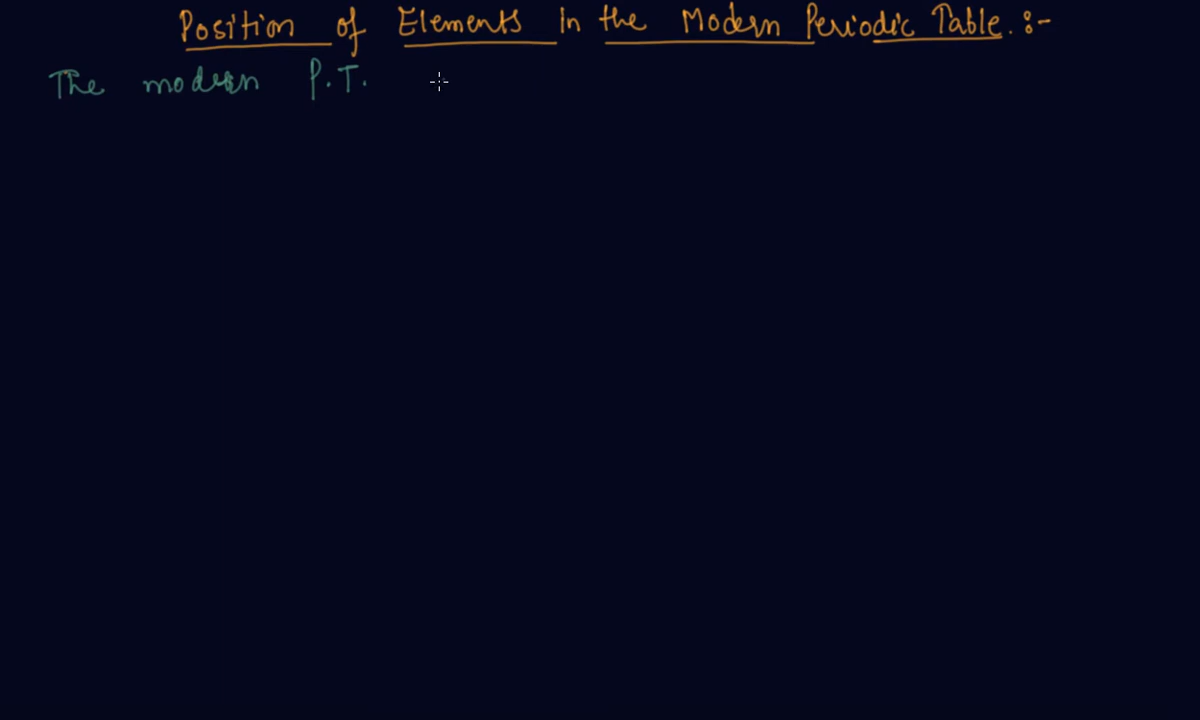 Position of Elements in the Modern Periodic Table. :-
The modern P.T.